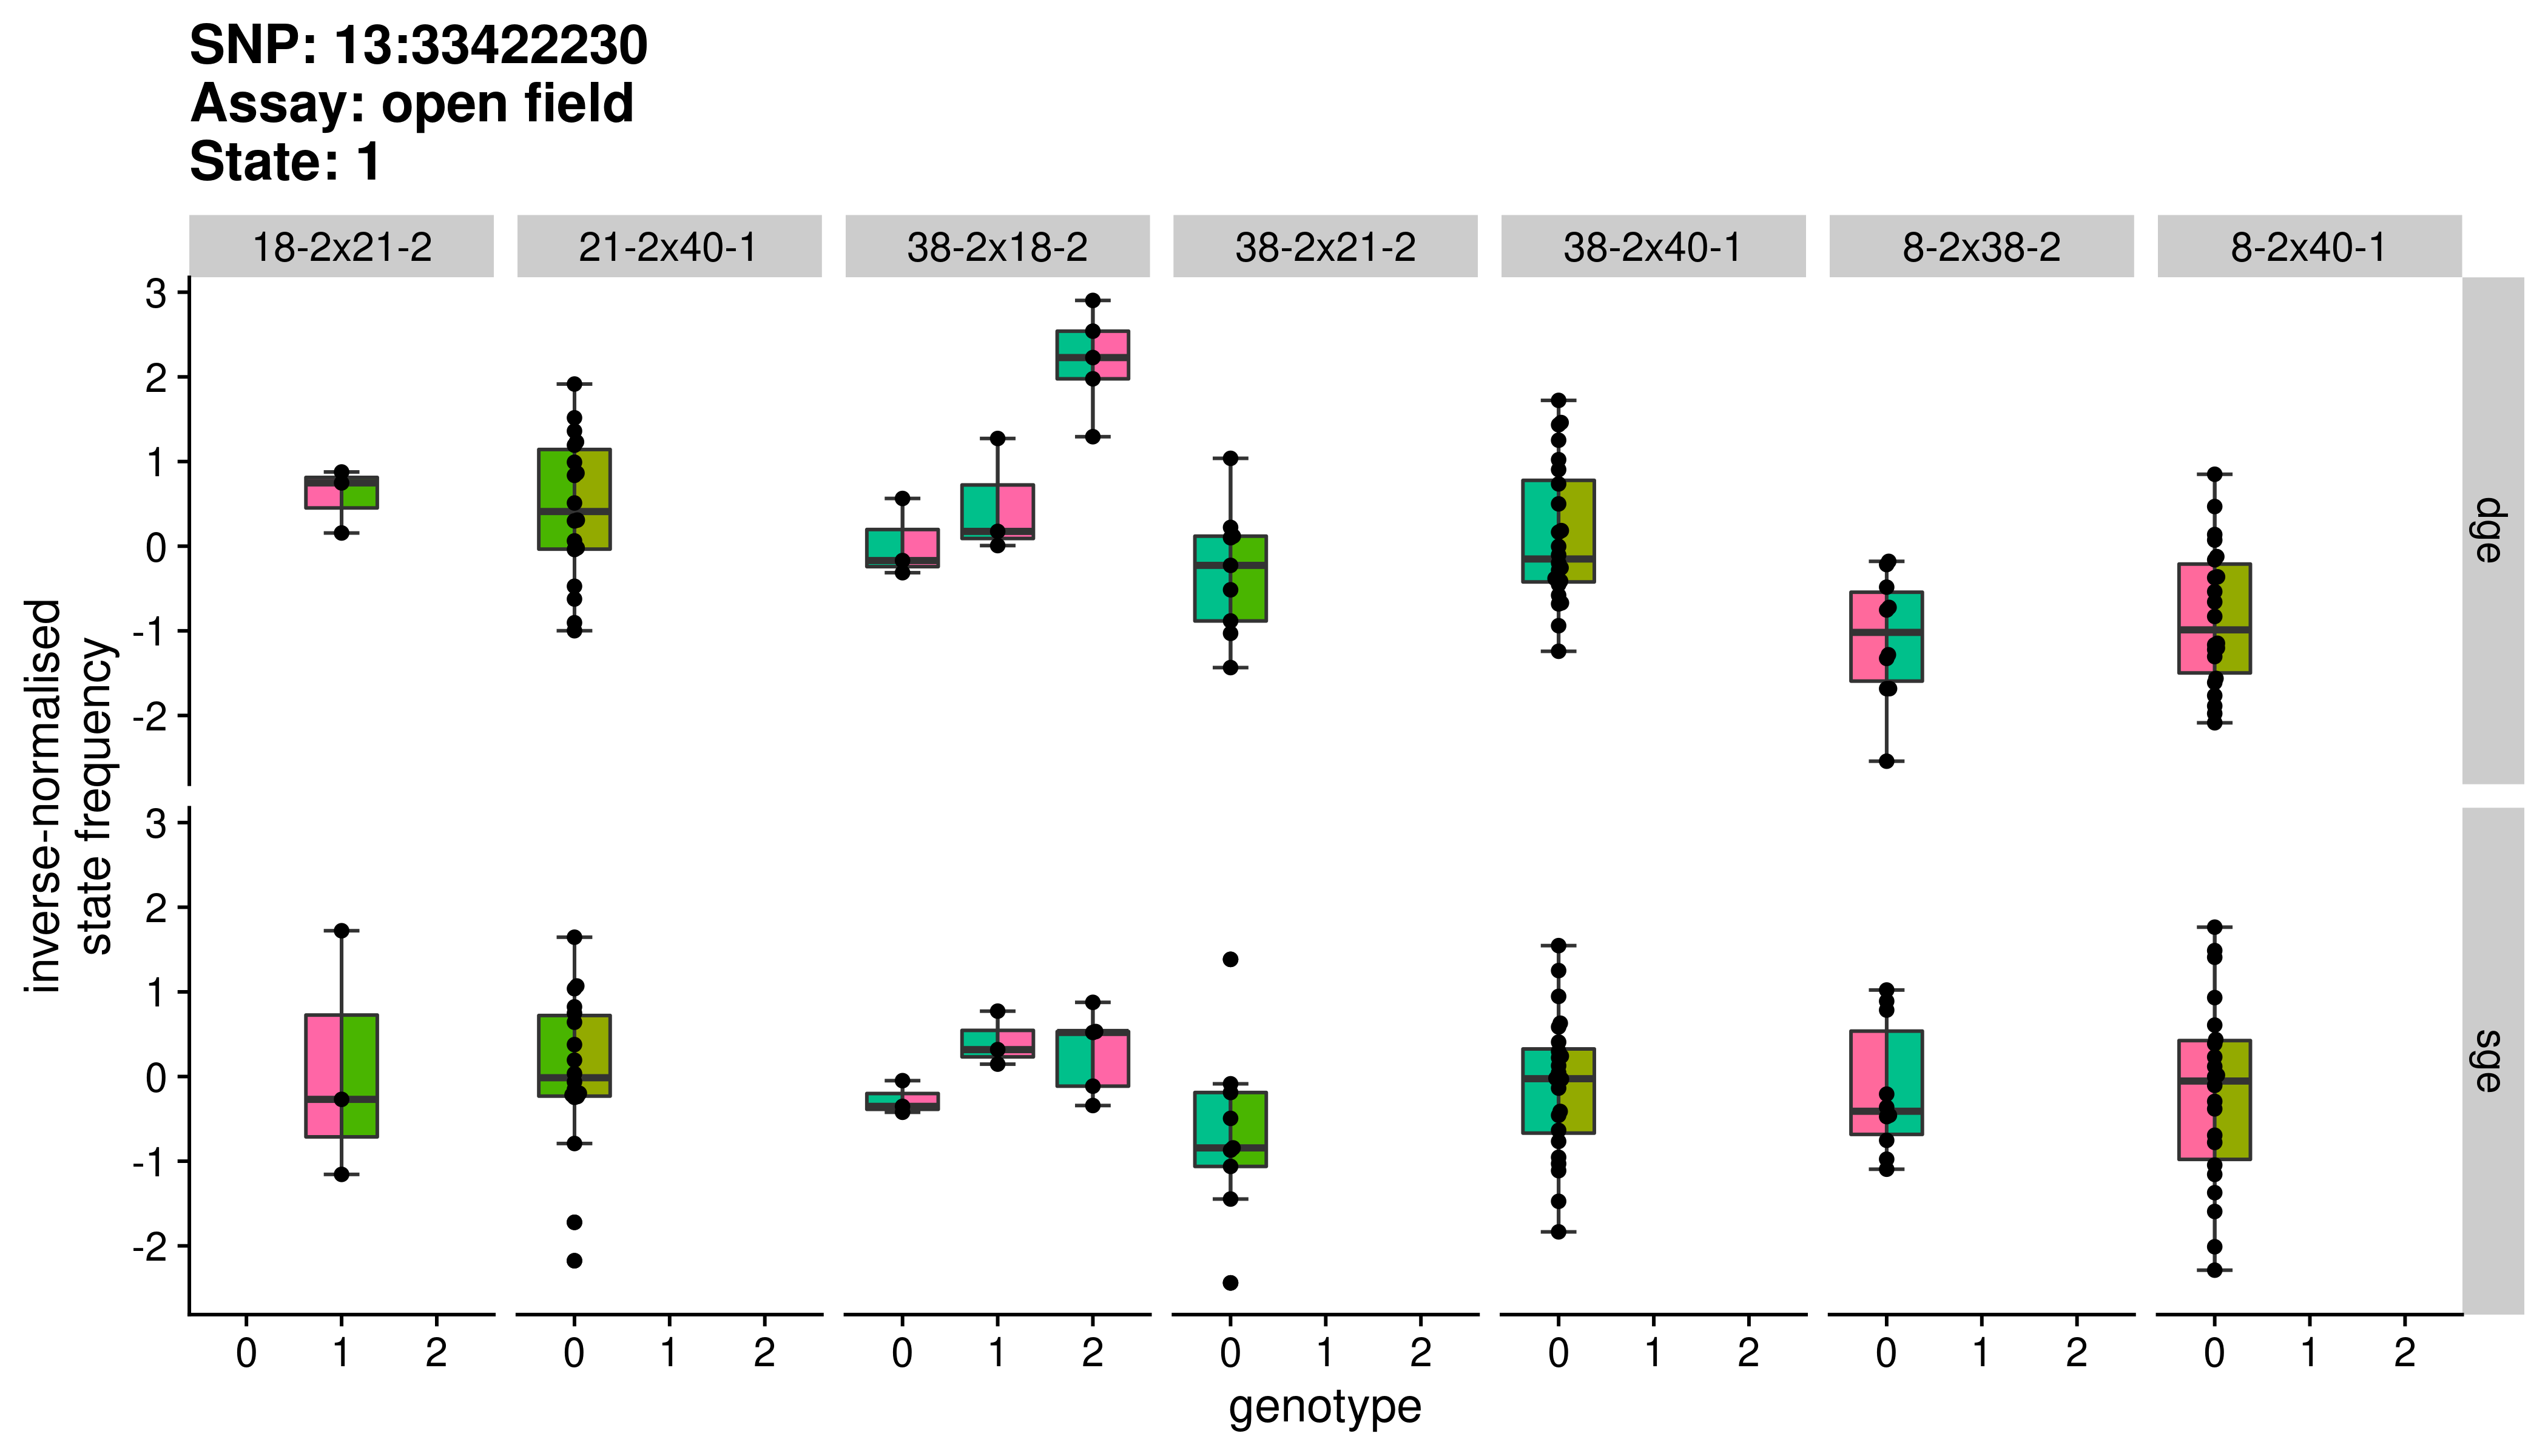 SNP: 13:33422230
Assay: open field
State: 1
18-2x21-2 21-2x40-1 38-2x18-2 38-2x21-2 38-2x40-1 8-2x38-2 8-2x40-1
3
2
1
0
-1
-2
dge
3
2
1
0
-1
-2
sge
inverse-normalised
state frequency
0 1 2 0 1 2 0 1 2 0 1 2 0 1 2 0 1 2 0 1 2
genotype